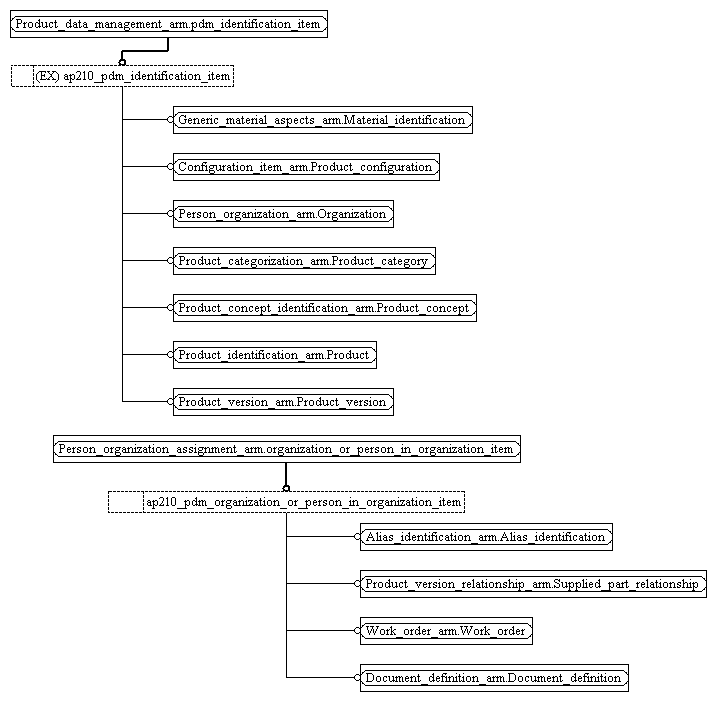 Product_data_management_arm.pdm_identification_item
(EX) ap210_pdm_identification_item
Generic_material_aspects_arm.Material_identification
Configuration_item_arm.Product_configuration
Person_organization_arm.Organization
Product_categorization_arm.Product_category
Product_concept_identification_arm.Product_concept
Product_identification_arm.Product
Product_version_arm.Product_version
Person_organization_assignment_arm.organization_or_person_in_organization_item
ap210_pdm_organization_or_person_in_organization_item
Alias_identification_arm.Alias_identification
Product_version_relationship_arm.Supplied_part_relationship
Work_order_arm.Work_order
Document_definition_arm.Document_definition